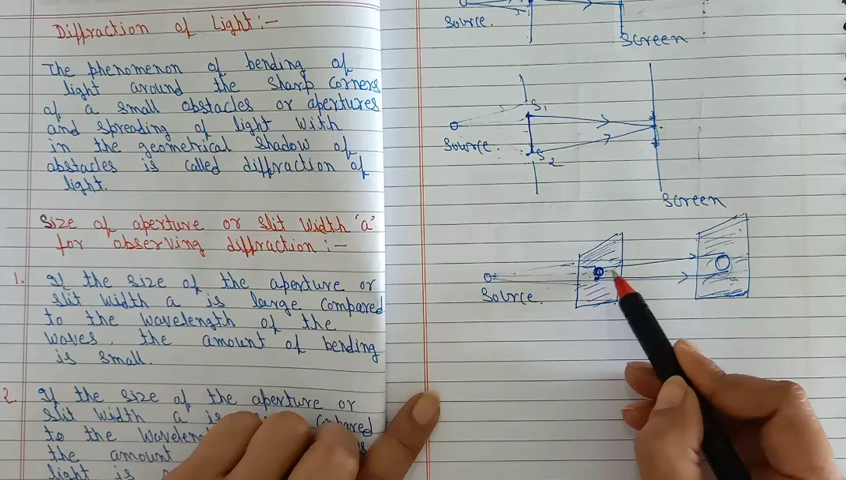 Diffraction of Light:-
The phenomenon of bending of
light around the sharp corners
of a small obstacles or apertures
and spreading of light with
in the geometrical shadow of
obstacles is called diffraction of
light.
Size of aperture or slit width 'a'
for observing diffraction:-
1. If the size of the aperture or
slit width a is large compared
to the wavelength of the
waves, the amount of bending
is small.
2. If the size of the aperture or
slit width a is
to the
the amount
light is
Source.
Screen
S1
Source.
S2
Screen
Source.